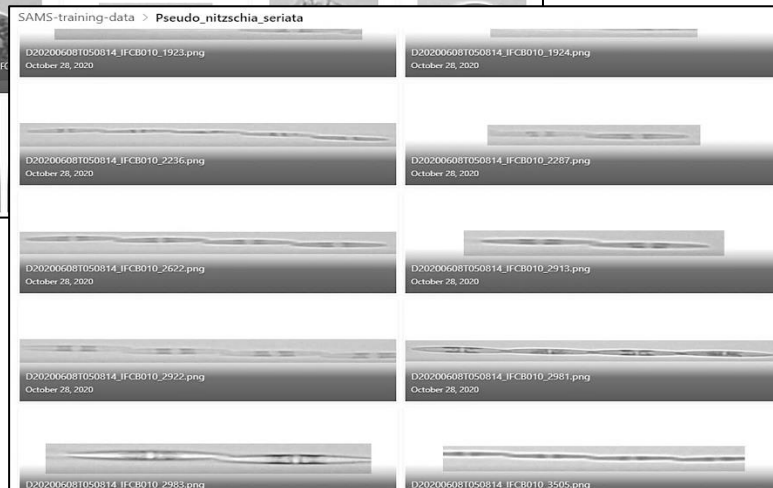 SAMS-training-data > Pseudo_nitzschia_seriata
D20200608T050814_IFCB010_1923.png
October 28, 2020
D20200608T050814_IFCB010_1924.png
October 28, 2020
D20200608T050814_IFCB010_2236.png
October 28, 2020
D20200608T050814_IFCB010_2287.png
October 28, 2020
D20200608T050814_IFCB010_2622.png
October 28, 2020
D20200608T050814_IFCB010_2913.png
October 28, 2020
D20200608T050814_IFCB010_2922.png
October 28, 2020
D20200608T050814_IFCB010_2981.png
October 28, 2020
D20200608T050814_IFCB010_2983.png
D20200608T050814_IFCB010_3505.png